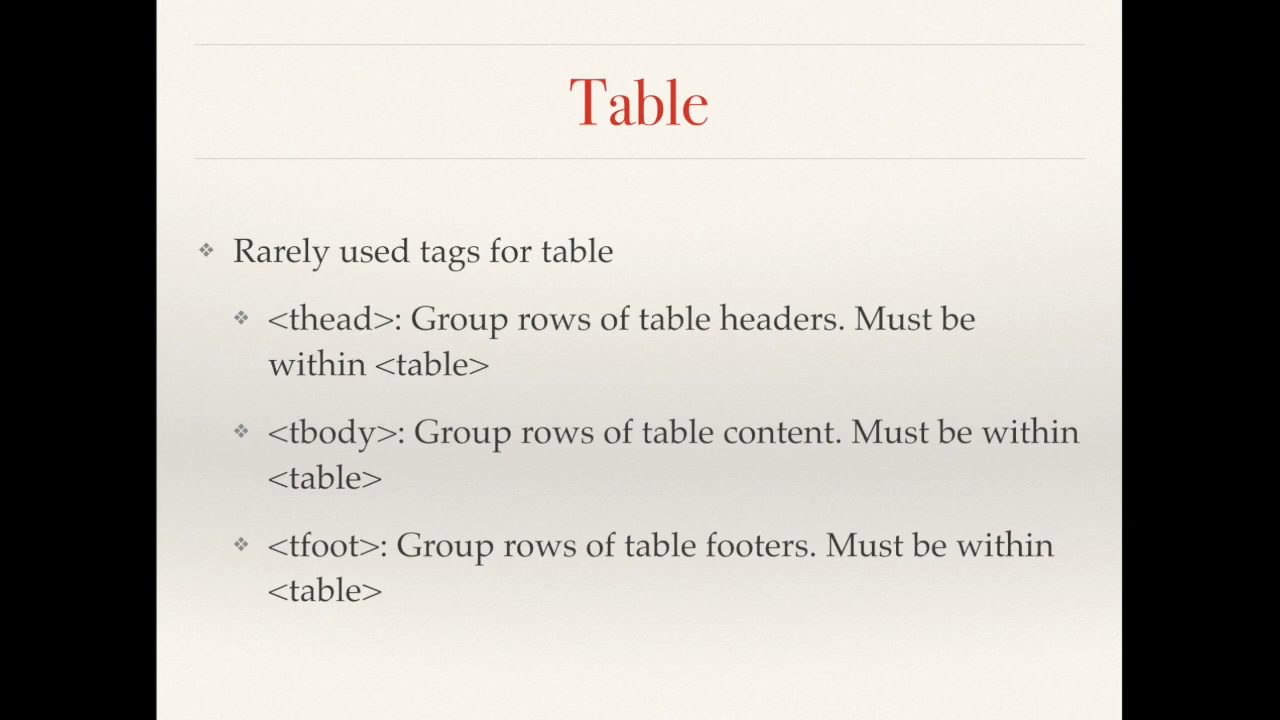 Table
❖ Rarely used tags for table
❖ <thead>: Group rows of table headers. Must be
within <table>
❖ <tbody>: Group rows of table content. Must be within
<table>
❖ <tfoot>: Group rows of table footers. Must be within
<table>